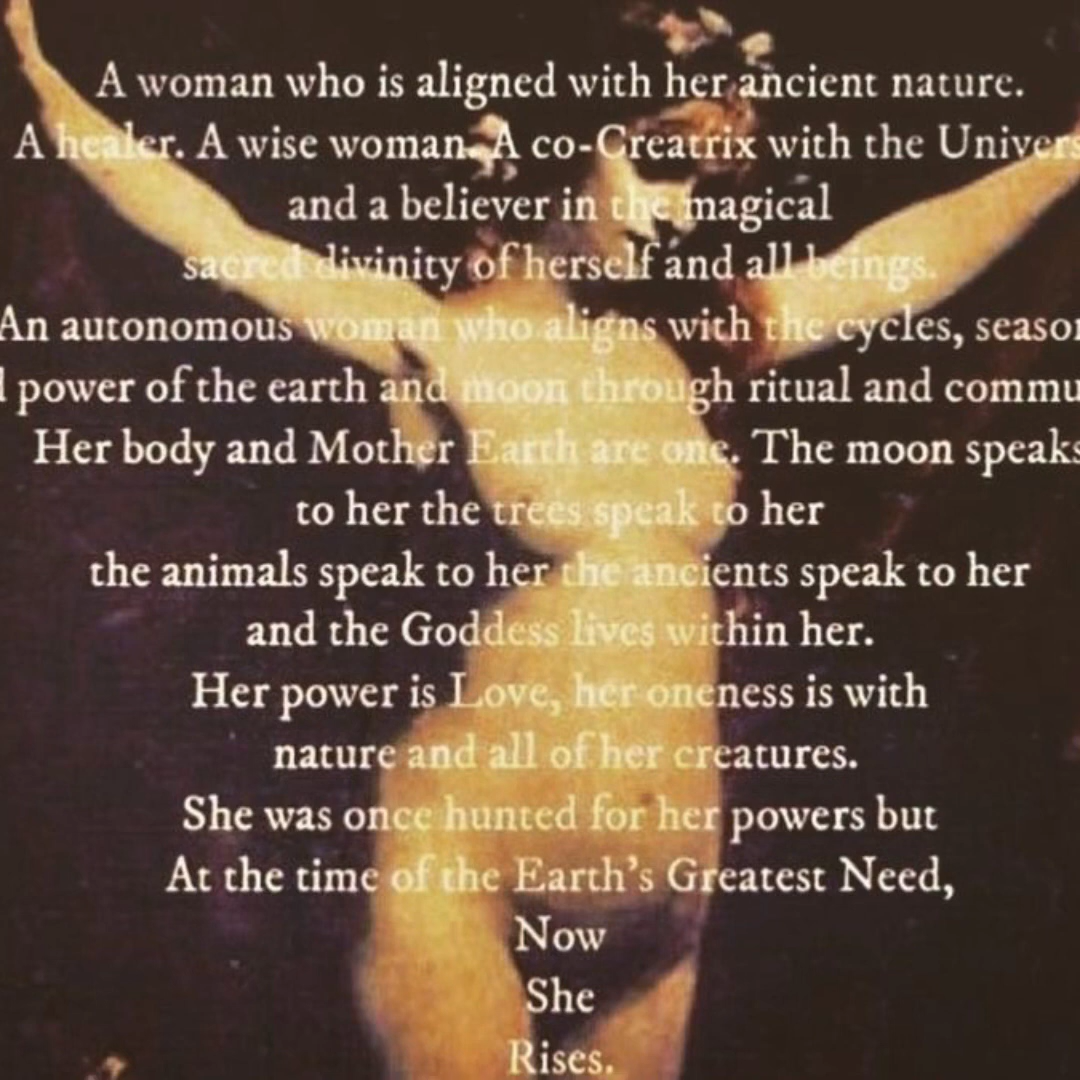 A woman who is aligned with her ancient nature.
A healer. A wise woman. A co-Creatrix with the Univers
and a believer in the magical
sacred divinity of herself and all beings.
An autonomous woman who aligns with the cycles, season
power of the earth and moon through ritual and commu
Her body and Mother Earth are one. The moon speaks
to her the trees speak to her
the animals speak to her the ancients speak to her
and the Goddess lives within her.
Her power is Love, her oneness is with
nature and all of her creatures.
She was once hunted for her powers but
At the time of the Earth's Greatest Need,
Now
She
Rises.